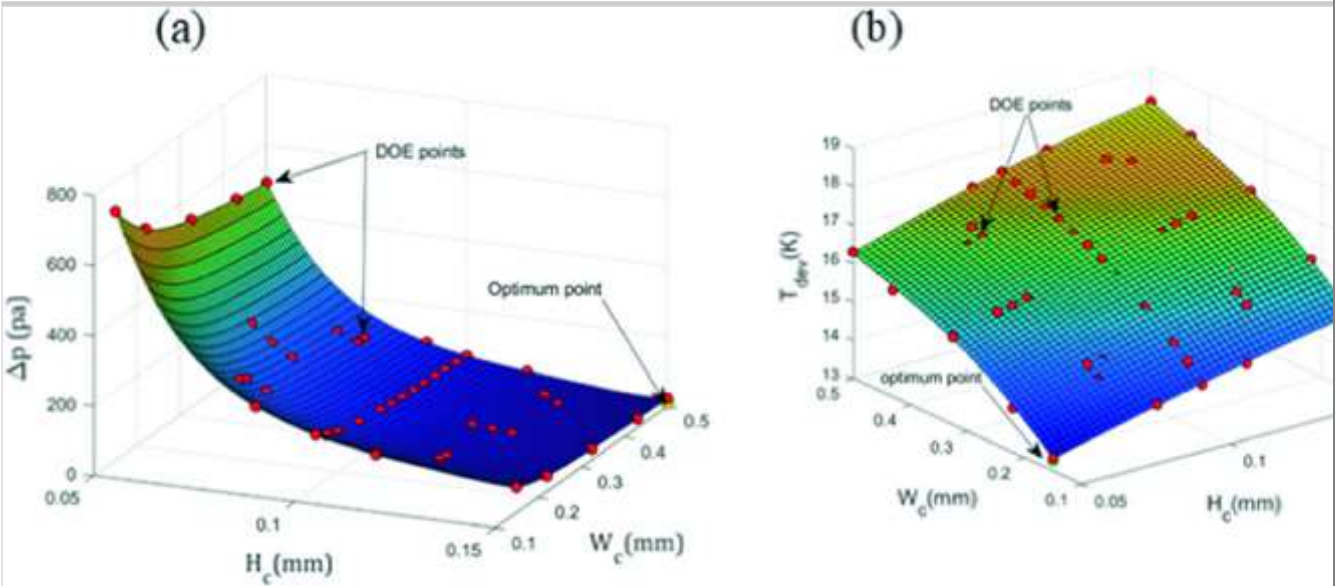 (a)
DOE points
Optimum point
800
600
400
200
0
Δp (pa)
0.05
0.1
0.15
H_c(mm)
0.1
0.2
0.3
0.4
0.5
W_c(mm)
(b)
DOE points
optimum point
19
18
17
16
15
14
13
T_dev(K)
0.5
0.4
0.3
0.2
0.1
W_c(mm)
0.05
0.1
H_c(mm)